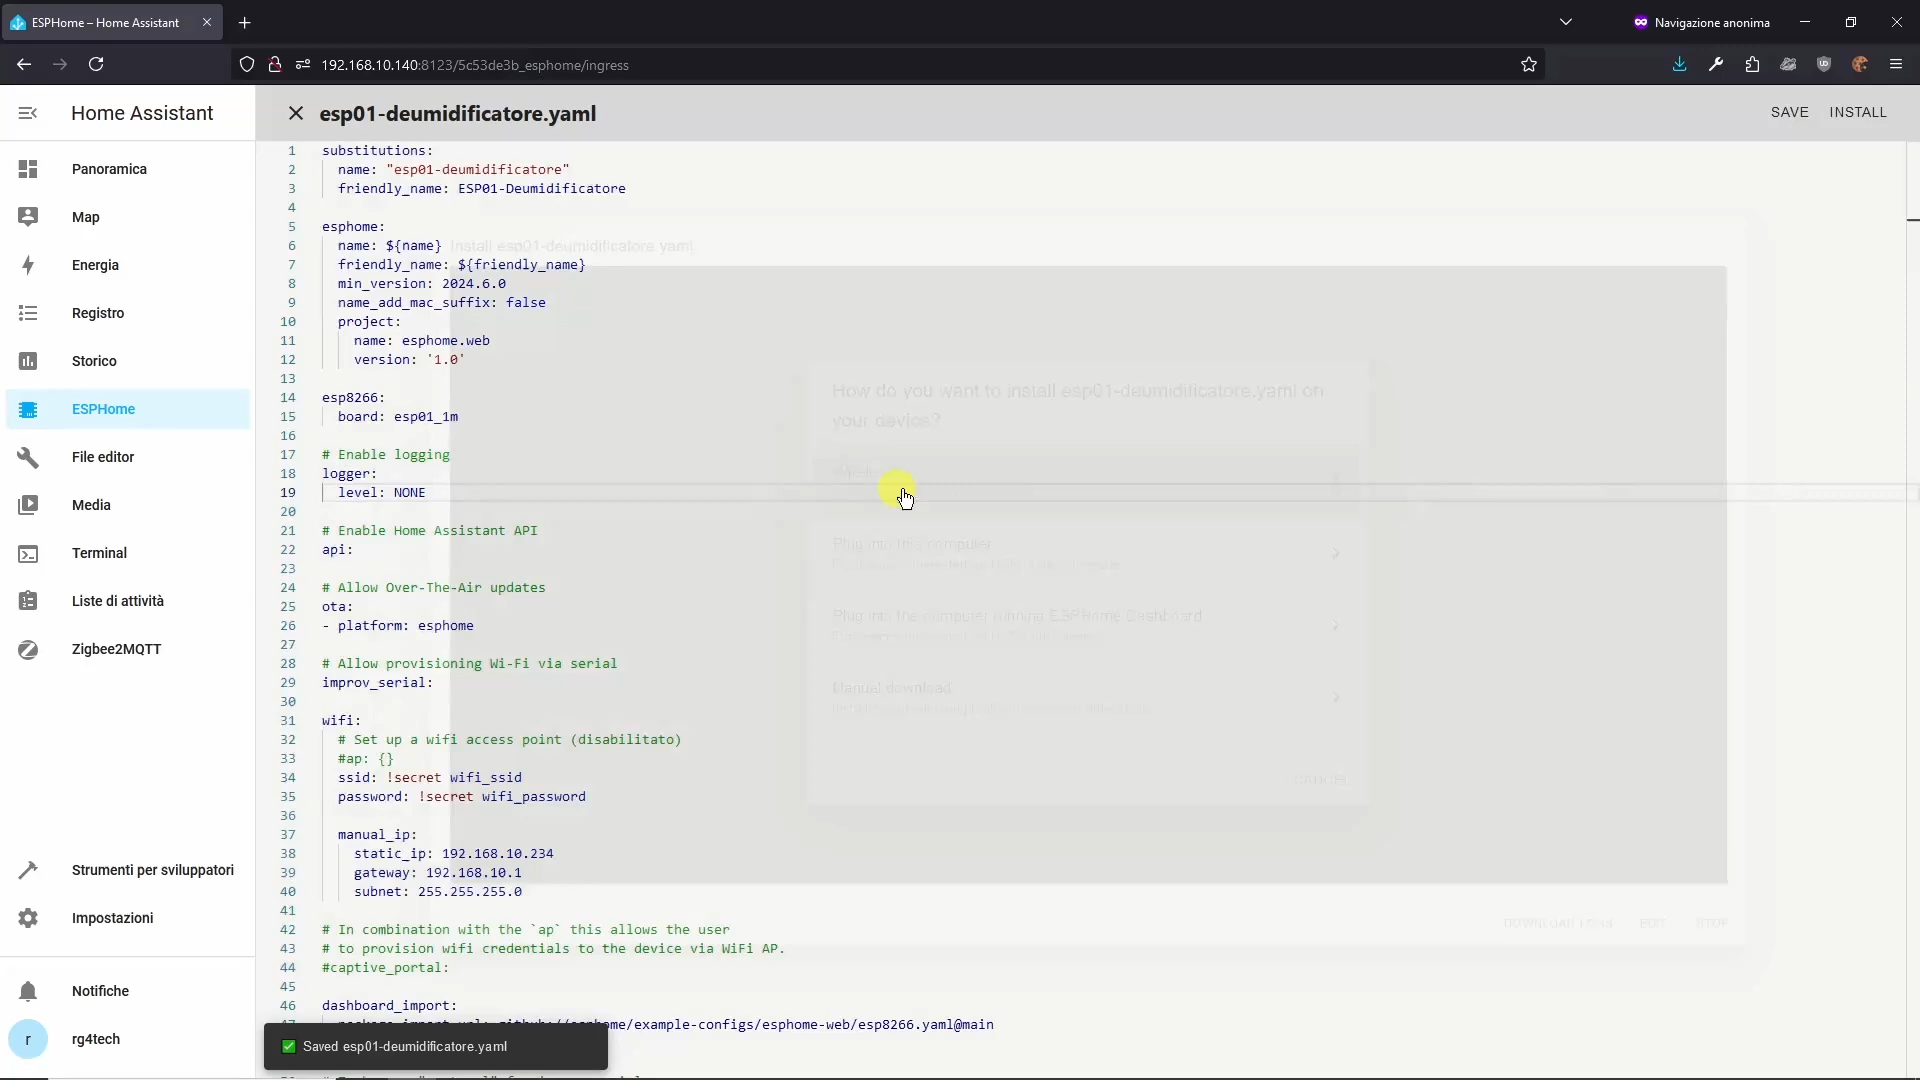 ESPHome – Home Assistant
Navigazione anonima
192.168.10.140:8123/5c53de3b_esphome/ingress
Home Assistant
esp01-deumidificatore.yaml
SAVE
INSTALL
Panoramica
Map
Energia
Registro
Storico
ESPHome
File editor
Media
Terminal
Liste di attività
Zigbee2MQTT
Strumenti per sviluppatori
Impostazioni
Notifiche
r
rg4tech
1 substitutions:
2 name: "esp01-deumidificatore"
3 friendly_name: ESP01-Deumidificatore
4
5 esphome:
6 name: ${name}
7 friendly_name: ${friendly_name}
8 min_version: 2024.6.0
9 name_add_mac_suffix: false
10 project:
11 name: esphome.web
12 version: '1.0'
13
14 esp8266:
15 board: esp01_1m
16
17 # Enable logging
18 logger:
19 level: NONE
20
21 # Enable Home Assistant API
22 api:
23
24 # Allow Over-The-Air updates
25 ota:
26 - platform: esphome
27
28 # Allow provisioning Wi-Fi via serial
29 improv_serial:
30
31 wifi:
32 # Set up a wifi access point (disabilitato)
33 #ap: {}
34 ssid: !secret wifi_ssid
35 password: !secret wifi_password
36
37 manual_ip:
38 static_ip: 192.168.10.234
39 gateway: 192.168.10.1
40 subnet: 255.255.255.0
41
42 # In combination with the `ap` this allows the user
43 # to provision wifi credentials to the device via WiFi AP.
44 #captive_portal:
45
46 dashboard_import:
/example-configs/esphome-web/esp8266.yaml@main
Install esp01-deumidificatore.yaml
How do you want to install esp01-deumidificatore.yaml on
your device?
Plug into this computer
Plug into the computer running ESPHome Dashboard
Manual download
CANCEL
DOWNLOAD LOGS
EDIT
STOP
Saved esp01-deumidificatore.yaml